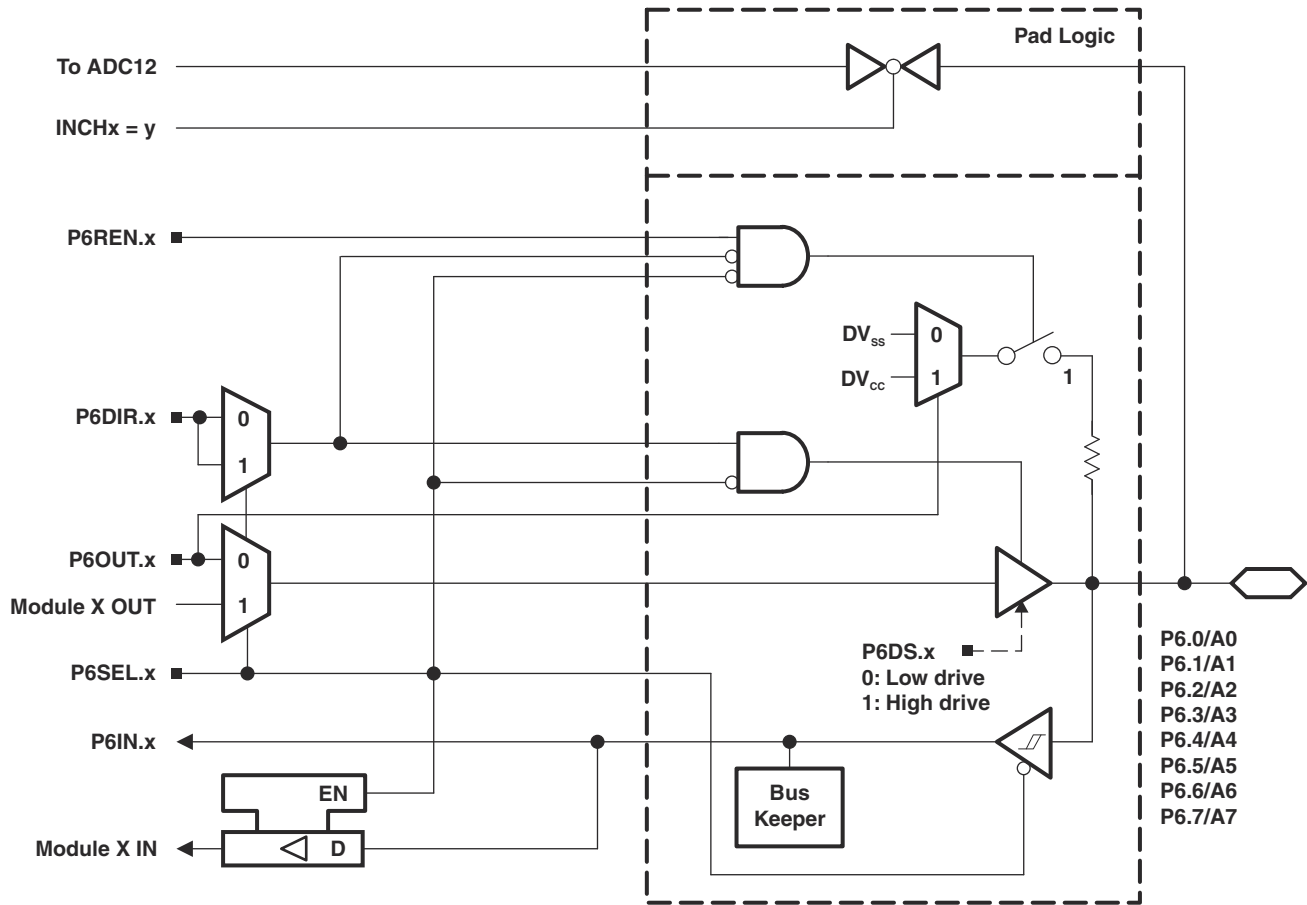 Pad Logic
To ADC12
INCHx = y
P6REN.x
DVSS
0
DVCC
1
1
P6DIR.x
0
1
P6OUT.x
0
Module X OUT
1
P6SEL.x
P6DS.x
0: Low drive
1: High drive
P6.0/A0
P6.1/A1
P6.2/A2
P6.3/A3
P6.4/A4
P6.5/A5
P6.6/A6
P6.7/A7
P6IN.x
Bus
Keeper
EN
Module X IN
D